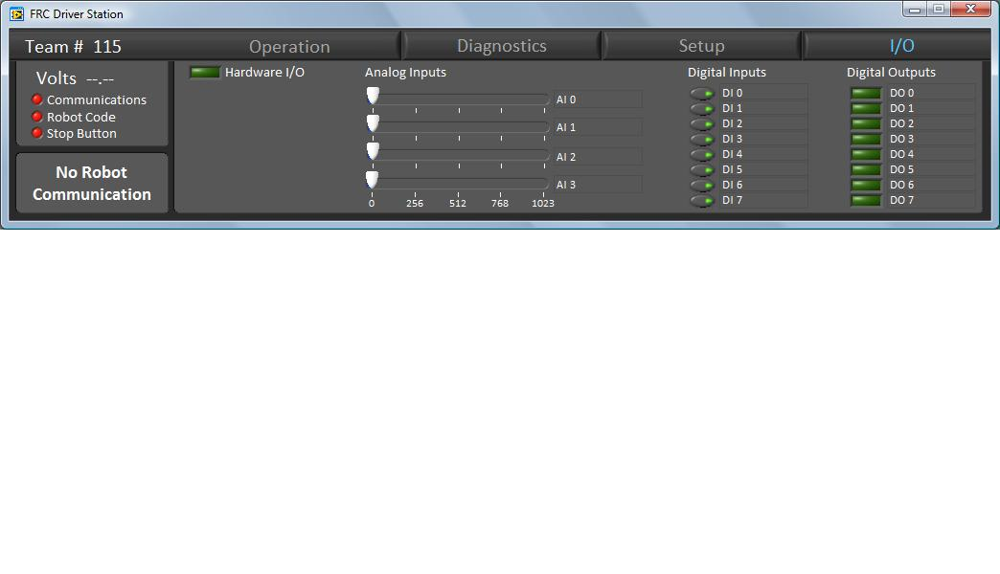 FRC Driver Station
Team # 115
Operation
Diagnostics
Setup
I/O
Volts --.--
Communications
Robot Code
Stop Button
No Robot
Communication
Hardware I/O
Analog Inputs
AI 0
AI 1
AI 2
AI 3
0 256 512 768 1023
Digital Inputs
DI 0
DI 1
DI 2
DI 3
DI 4
DI 5
DI 6
DI 7
Digital Outputs
DO 0
DO 1
DO 2
DO 3
DO 4
DO 5
DO 6
DO 7